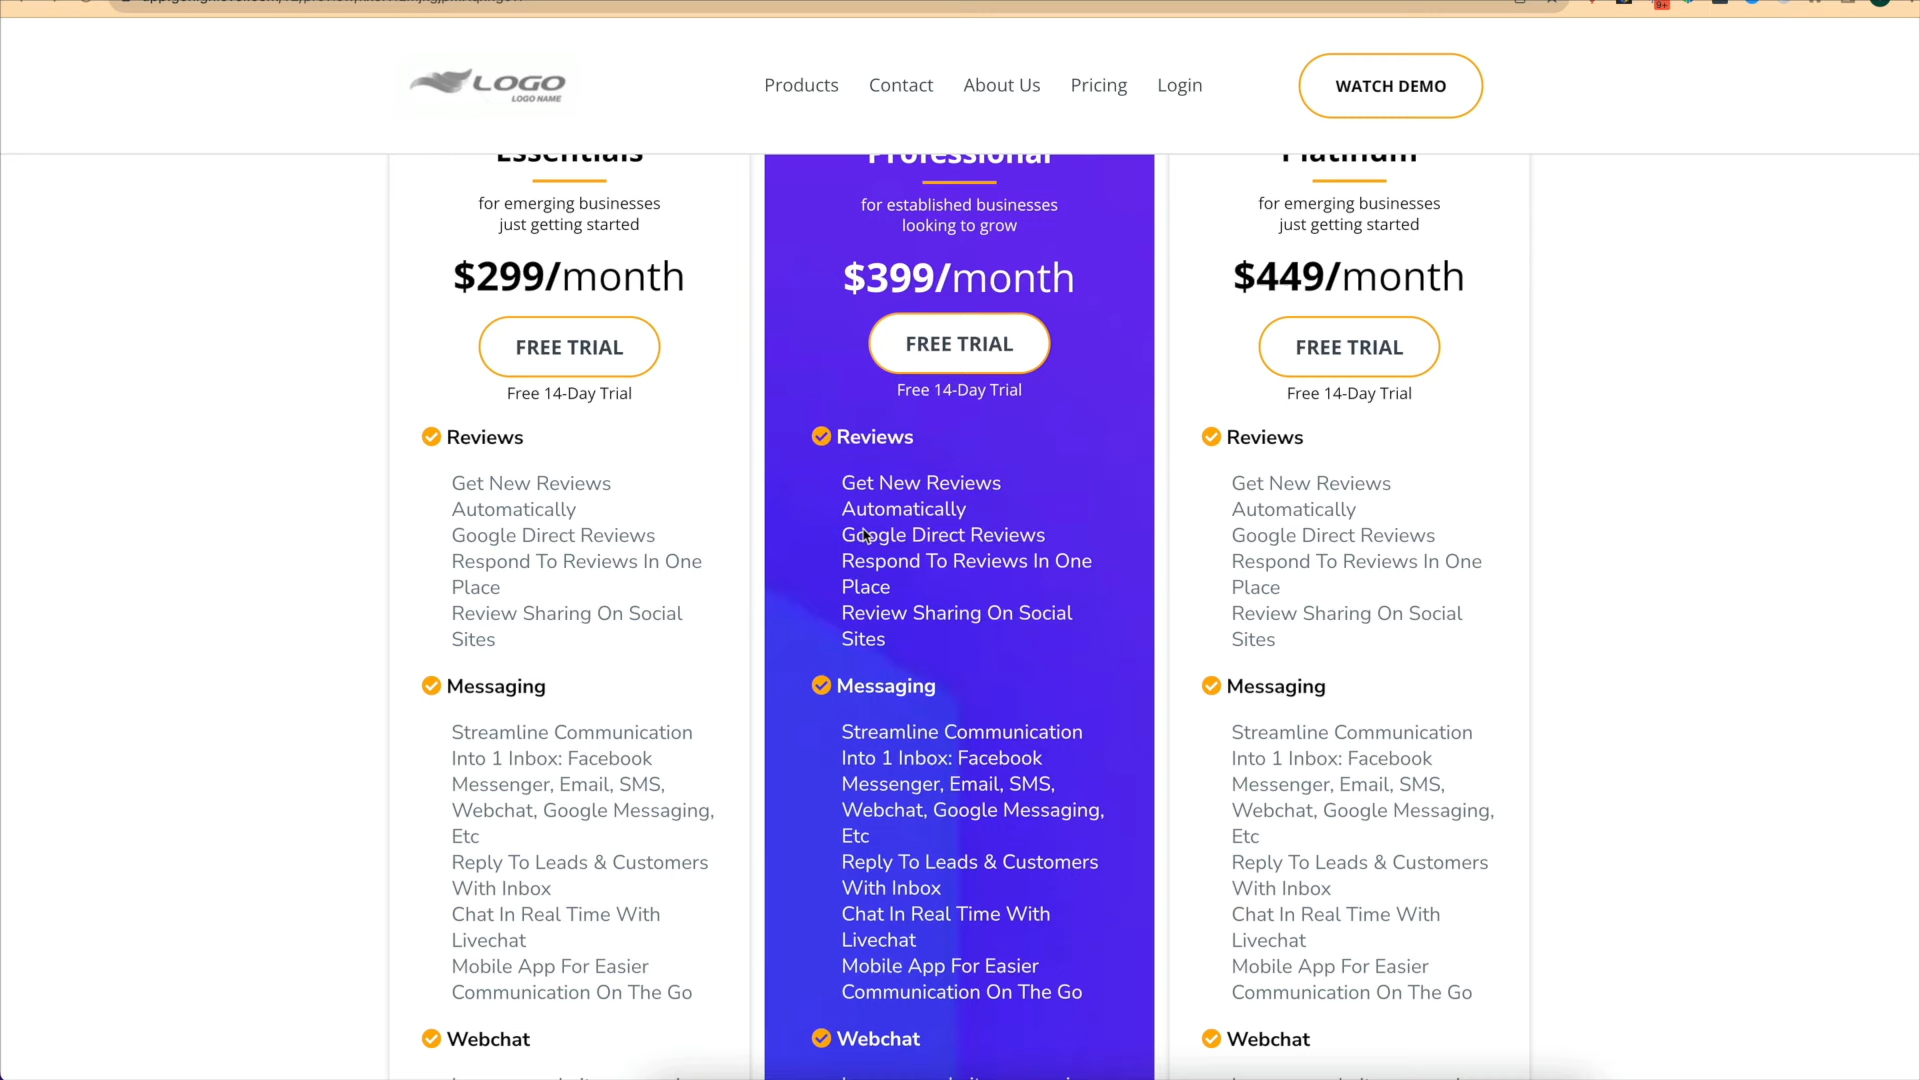 9+
LOGO
LOGO NAME
Products Contact About Us Pricing Login
WATCH DEMO
Essentials
for emerging businesses
just getting started
$299/month
FREE TRIAL
Free 14-Day Trial
Reviews
Get New Reviews
Automatically
Google Direct Reviews
Respond To Reviews In One
Place
Review Sharing On Social
Sites
Messaging
Streamline Communication
Into 1 Inbox: Facebook
Messenger, Email, SMS,
Webchat, Google Messaging,
Etc
Reply To Leads & Customers
With Inbox
Chat In Real Time With
Livechat
Mobile App For Easier
Communication On The Go
Webchat
Professional
for established businesses
looking to grow
$399/month
FREE TRIAL
Free 14-Day Trial
Reviews
Get New Reviews
Automatically
Google Direct Reviews
Respond To Reviews In One
Place
Review Sharing On Social
Sites
Messaging
Streamline Communication
Into 1 Inbox: Facebook
Messenger, Email, SMS,
Webchat, Google Messaging,
Etc
Reply To Leads & Customers
With Inbox
Chat In Real Time With
Livechat
Mobile App For Easier
Communication On The Go
Webchat
Platinum
for emerging businesses
just getting started
$449/month
FREE TRIAL
Free 14-Day Trial
Reviews
Get New Reviews
Automatically
Google Direct Reviews
Respond To Reviews In One
Place
Review Sharing On Social
Sites
Messaging
Streamline Communication
Into 1 Inbox: Facebook
Messenger, Email, SMS,
Webchat, Google Messaging,
Etc
Reply To Leads & Customers
With Inbox
Chat In Real Time With
Livechat
Mobile App For Easier
Communication On The Go
Webchat